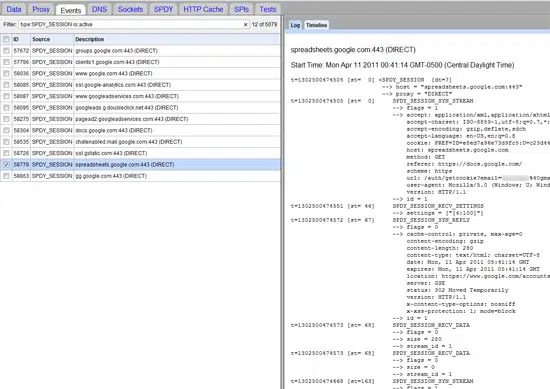 Data Proxy Events DNS Sockets SPDY HTTP Cache SPIs Tests
Filter: type:SPDY_SESSION is:active x 12 of 5079
ID Source Description
57672 SPDY_SESSION groups.google.com:443 (DIRECT)
57796 SPDY_SESSION clients1.google.com:443 (DIRECT)
58036 SPDY_SESSION www.google.com:443 (DIRECT)
58085 SPDY_SESSION ssl.google-analytics.com:443 (DIRECT)
58087 SPDY_SESSION www.googleadservices.com:443 (DIRECT)
58095 SPDY_SESSION googleads.g.doubleclick.net:443 (DIRECT)
58275 SPDY_SESSION pagead2.googleadservices.com:443 (DIRECT)
58304 SPDY_SESSION docs.google.com:443 (DIRECT)
58535 SPDY_SESSION chatenabled.mail.google.com:443 (DIRECT)
58726 SPDY_SESSION ssl.gstatic.com:443 (DIRECT)
58779 SPDY_SESSION spreadsheets.google.com:443 (DIRECT)
58863 SPDY_SESSION gg.google.com:443 (DIRECT)
Log Timeline
spreadsheets.google.com:443 (DIRECT)
Start Time: Mon Apr 11 2011 00:41:14 GMT-0500 (Central Daylight Time)
t=1302500474505 [st= 0] +SPDY_SESSION [dt=?]
--> host = "spreadsheets.google.com:443"
--> proxy = "DIRECT"
t=1302500474505 [st= 0] SPDY_SESSION_SYN_STREAM
--> flags = 1
--> accept: application/xml,application/xhtml
accept-charset: ISO-8859-1,utf-8;q=0.7,*;
accept-encoding: gzip,deflate,sdch
accept-language: en-US,en;q=0.8
host: spreadsheets.google.com
method: GET
referer: https://docs.google.com/
scheme: https
url: /auth/getcookie?email=
user-agent: Mozilla/5.0 (Windows; U; Wind
version: HTTP/1.1
--> id = 1
t=1302500474551 [st= 46] SPDY_SESSION_RECV_SETTINGS
--> settings = ["[4:100]"]
t=1302500474572 [st= 67] SPDY_SESSION_SYN_REPLY
--> flags = 0
--> cache-control: private, max-age=0
content-encoding: gzip
content-length: 280
content-type: text/html; charset=UTF-8
date: Mon, 11 Apr 2011 05:41:14 GMT
expires: Mon, 11 Apr 2011 05:41:14 GMT
location: https://www.google.com/accounts
server: GSE
status: 302 Moved Temporarily
version: HTTP/1.1
x-content-type-options: nosniff
x-xss-protection: 1; mode=block
--> id = 1
t=1302500474573 [st= 68] SPDY_SESSION_RECV_DATA
--> flags = 0
--> size = 280
--> stream_id = 1
t=1302500474573 [st= 68] SPDY_SESSION_RECV_DATA
--> flags = 0
--> size = 0
--> stream_id = 1
t=1302500474668 [st=163] SPDY_SESSION_SYN_STREAM
--> flags = 1